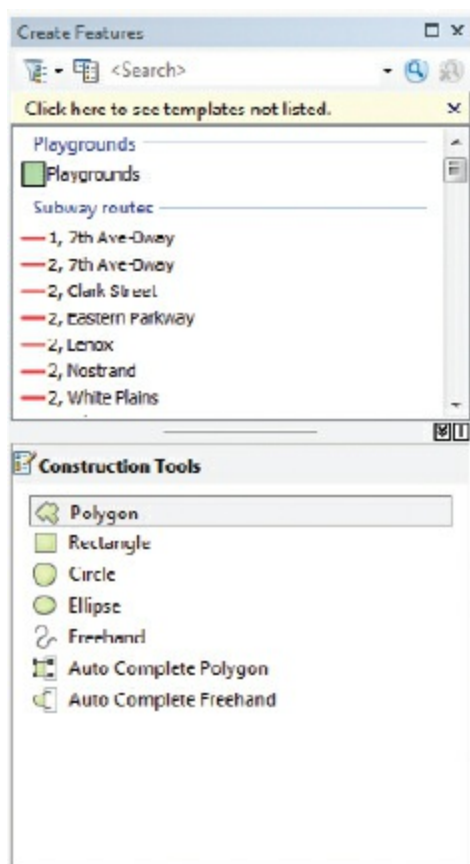 Create Features
<Search>
Click here to see templates not listed.
Playgrounds
Playgrounds
Subway routes
1, 7th Ave-Bway
2, 7th Ave-Bway
2, Clark Street
2, Eastern Parkway
2, Lenox
2, Nostrand
2, White Plains
Construction Tools
Polygon
Rectangle
Circle
Ellipse
Freehand
Auto Complete Polygon
Auto Complete Freehand